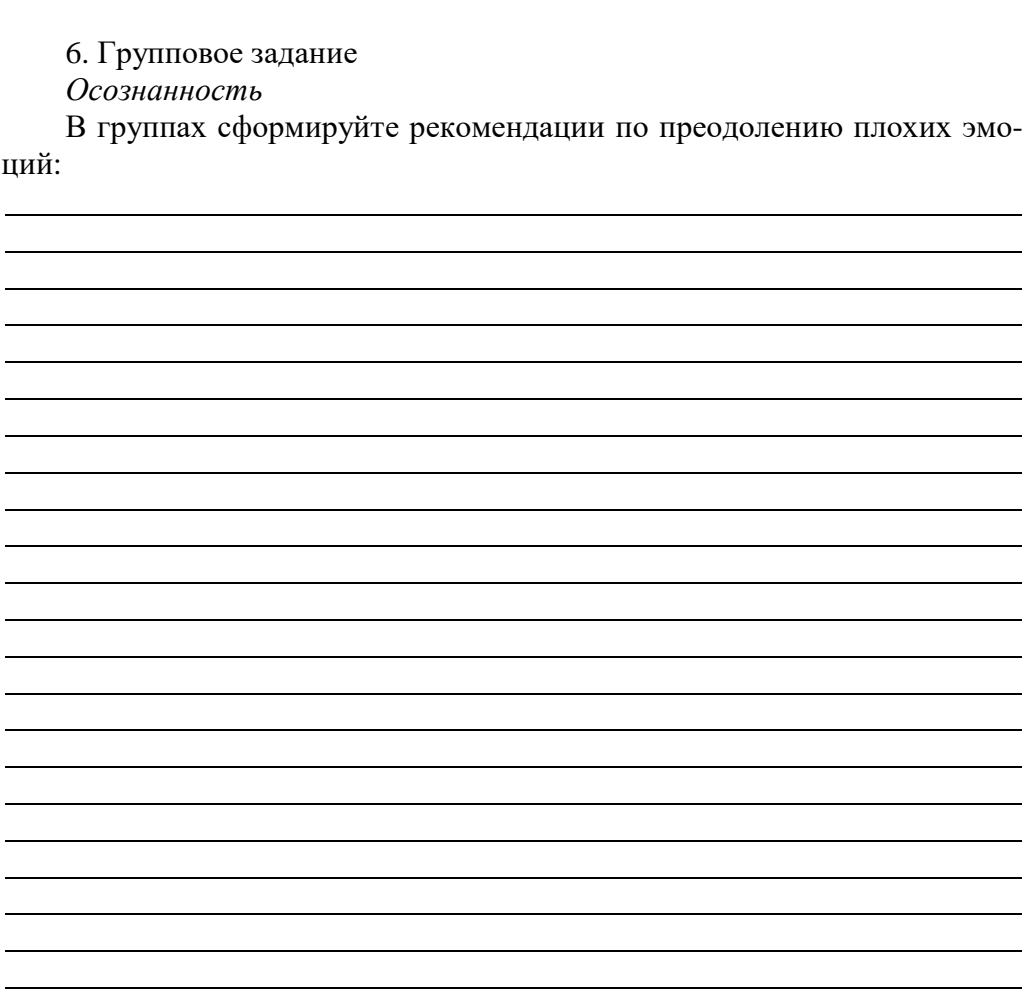 6. Групповое задание
Осознанность
В группах сформируйте рекомендации по преодолению плохих эмо-
ций: